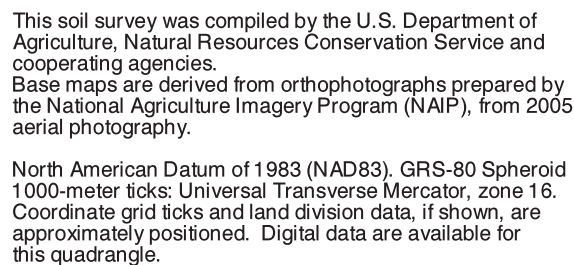 This soil survey was compiled by the U.S. Department of
Agriculture, Natural Resources Conservation Service and
cooperating agencies.
Base maps are derived from orthophotographs prepared by
the National Agriculture Imagery Program (NAIP), from 2005
aerial photography.

North American Datum of 1983 (NAD83). GRS-80 Spheroid
1000-meter ticks: Universal Transverse Mercator, zone 16.
Coordinate grid ticks and land division data, if shown, are
approximately positioned.  Digital data are available for
this quadrangle.